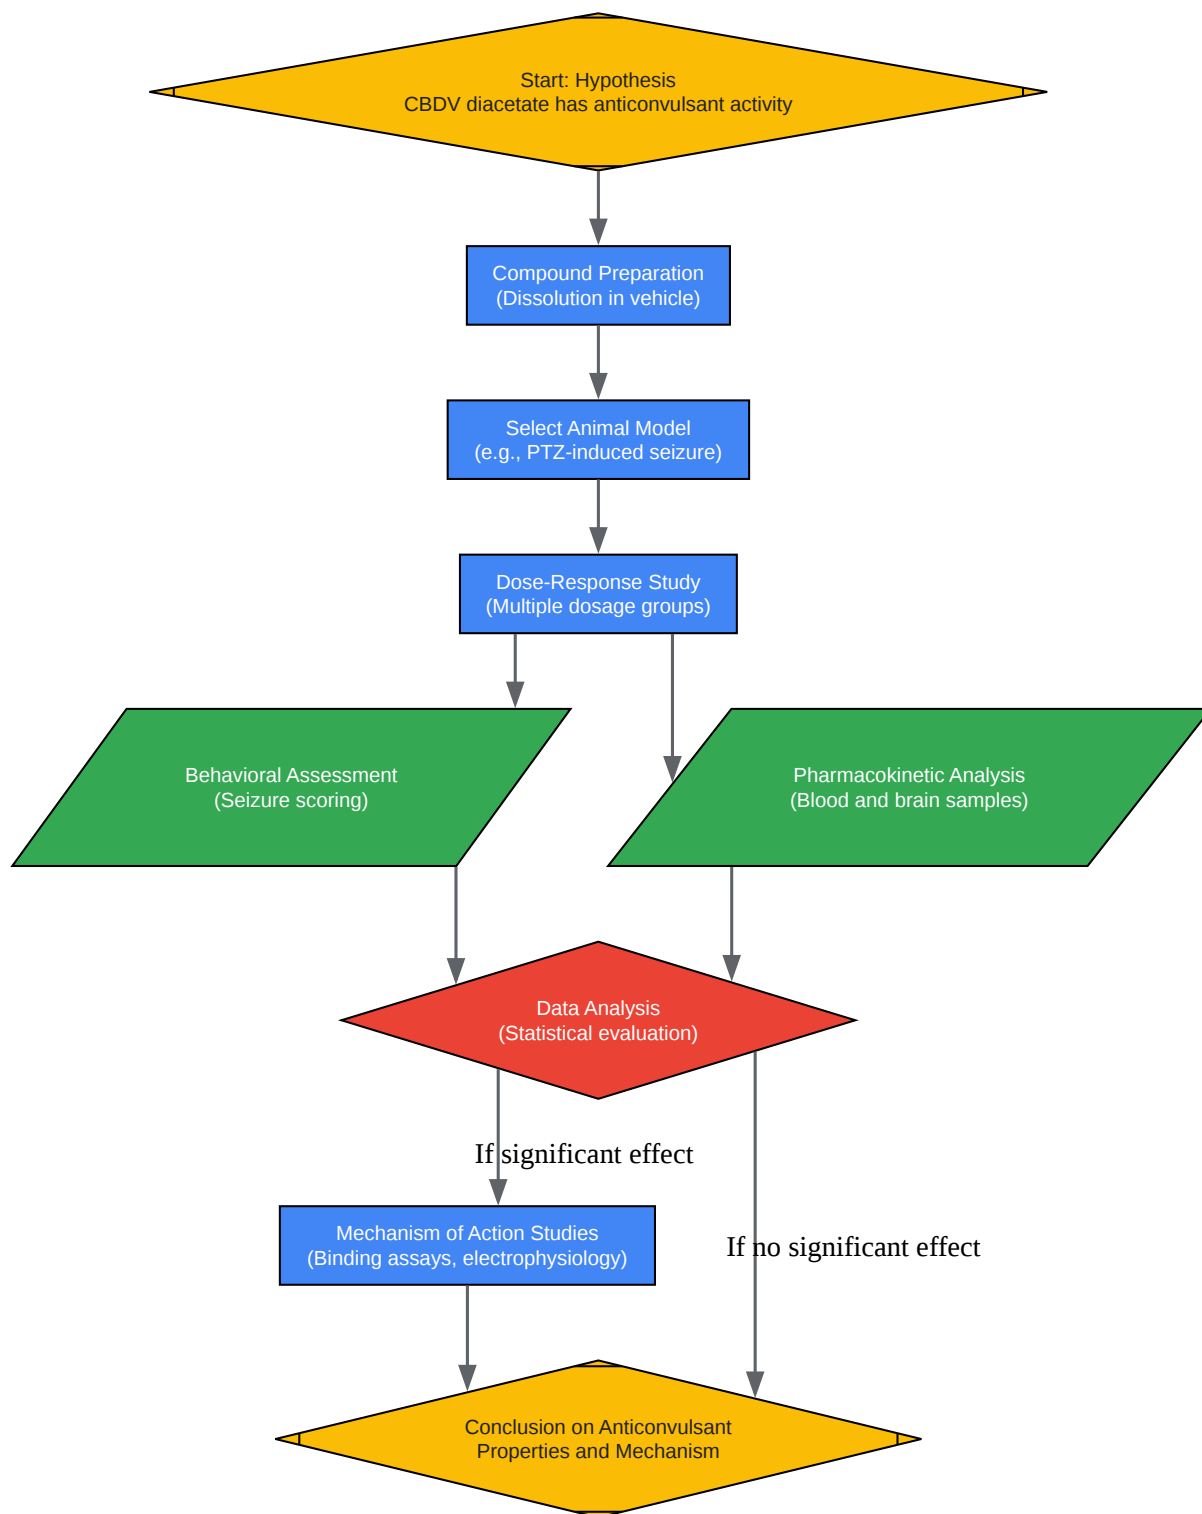 Start: Hypothesis
CBDV diacetate has anticonvulsant activity
Compound Preparation
(Dissolution in vehicle)
Select Animal Model
(e.g., PTZ-induced seizure)
Dose-Response Study
(Multiple dosage groups)
Behavioral Assessment
(Seizure scoring)
Pharmacokinetic Analysis
(Blood and brain samples)
Data Analysis
(Statistical evaluation)
If significant effect
Mechanism of Action Studies
(Binding assays, electrophysiology)
If no significant effect
Conclusion on Anticonvulsant
Properties and Mechanism